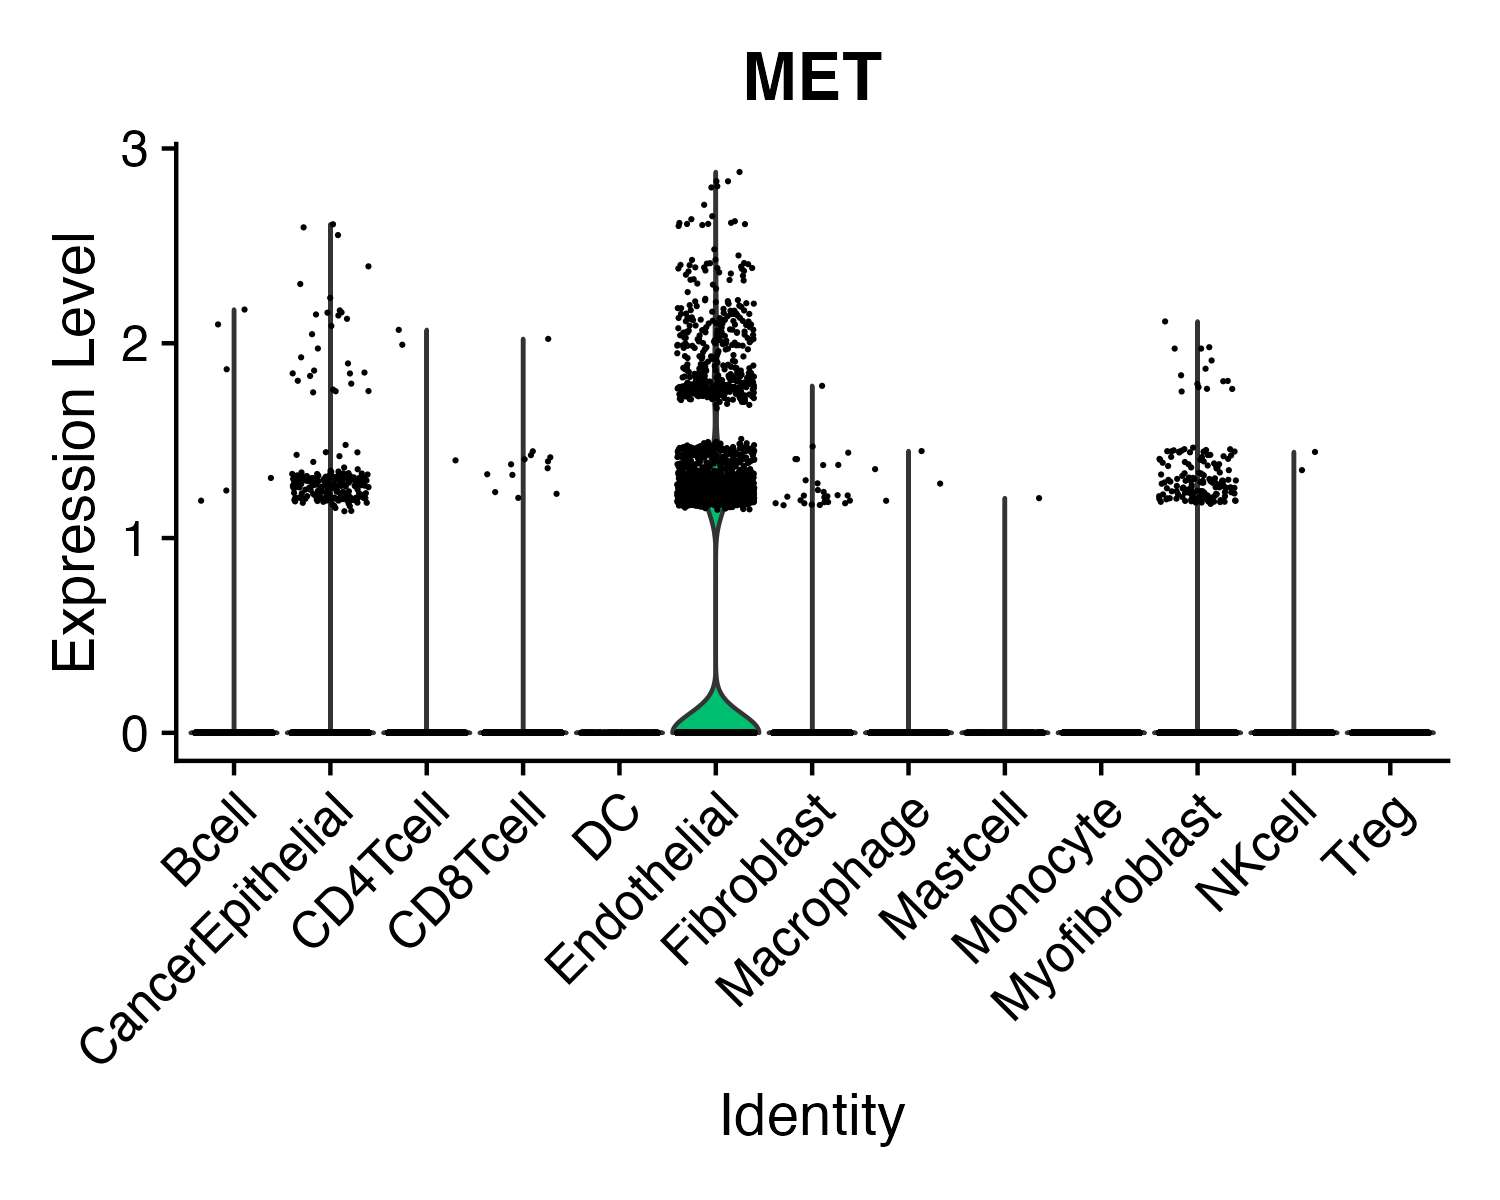 MET
Expression Level
3
2
1
0
Bcell
CancerEpithelial
CD4Tcell
CD8Tcell
DC
Endothelial
Fibroblast
Macrophage
Mastcell
Monocyte
Myofibroblast
NKcell
Treg
Identity